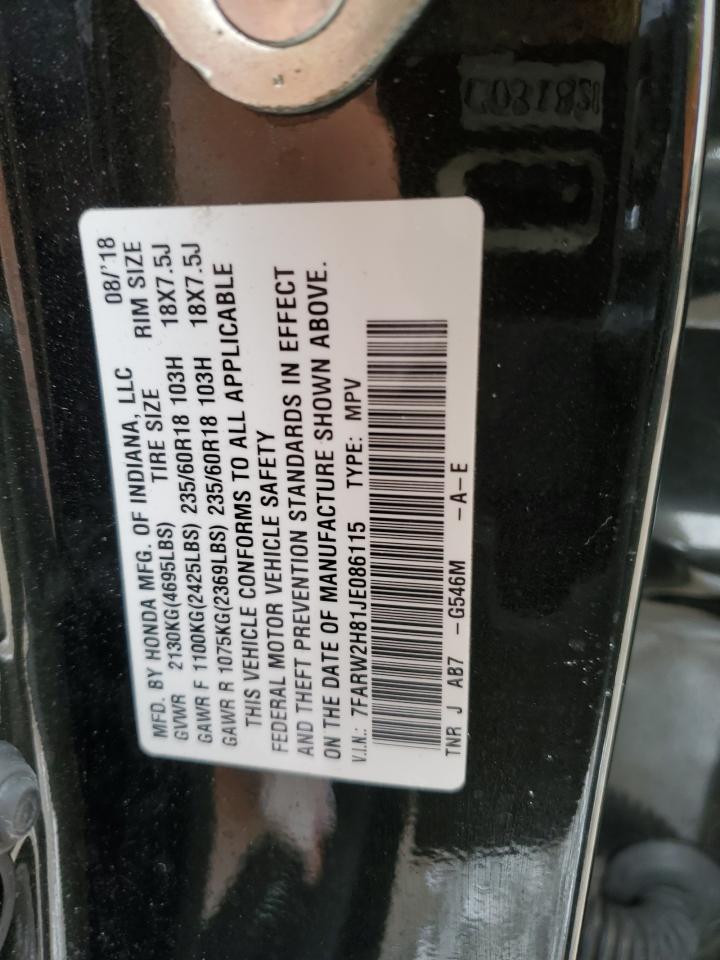 MFD. BY HONDA MFG. OF INDIANA, LLC 08/'18
GVWR 2130KG(4695LBS) TIRE SIZE RIM SIZE
GAWR F 1100KG(2425LBS) 235/60R18 103H 18X7.5J
GAWR R 1075KG(2369LBS) 235/60R18 103H 18X7.5J
THIS VEHICLE CONFORMS TO ALL APPLICABLE
FEDERAL MOTOR VEHICLE SAFETY
AND THEFT PREVENTION STANDARDS IN EFFECT
ON THE DATE OF MANUFACTURE SHOWN ABOVE.
V.I.N.: 7FARW2H81JE086115 TYPE: MPV
TNR J AB7 -G546M -A-E